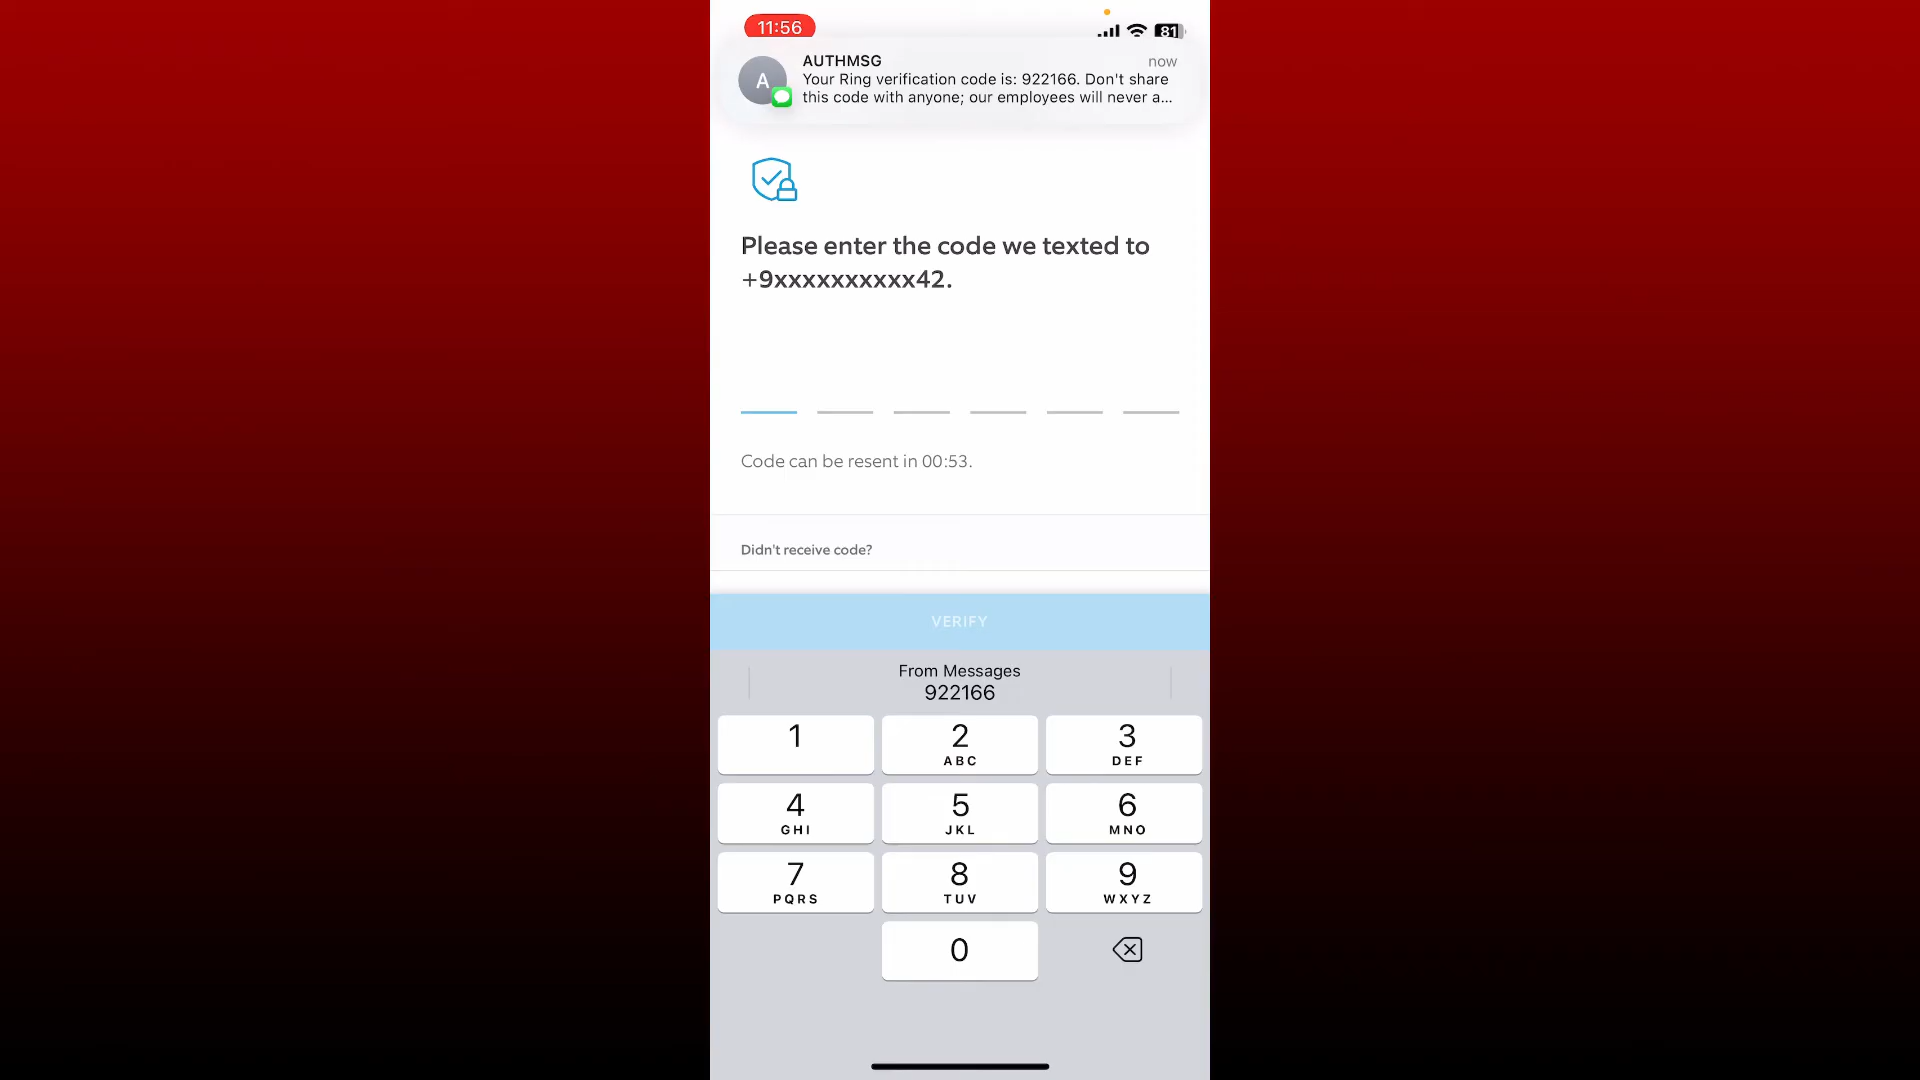 11:56
81
A
AUTHMSG
now
Your Ring verification code is: 922166. Don't share
this code with anyone; our employees will never a...
Please enter the code we texted to
+9xxxxxxxxxx42.
Code can be resent in 00:53.
Didn't receive code?
VERIFY
From Messages
922166
1
2
3
ABC
DEF
4
5
6
GHI
JKL
MNO
7
8
9
PQRS
TUV
WXYZ
0